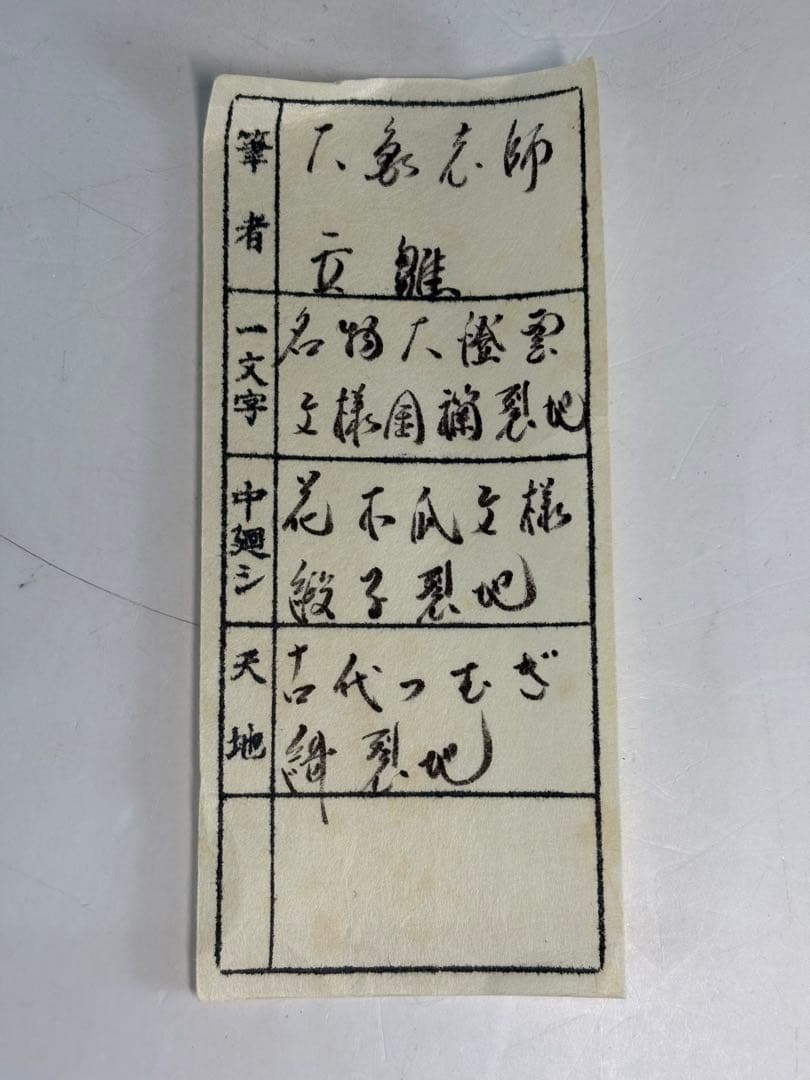 筆者
大象老師
立雛
一文字
名物大燈雲
文様金襴裂地
中廻シ
花木瓜文様
緞子裂地
天地
古代つむぎ
裂地